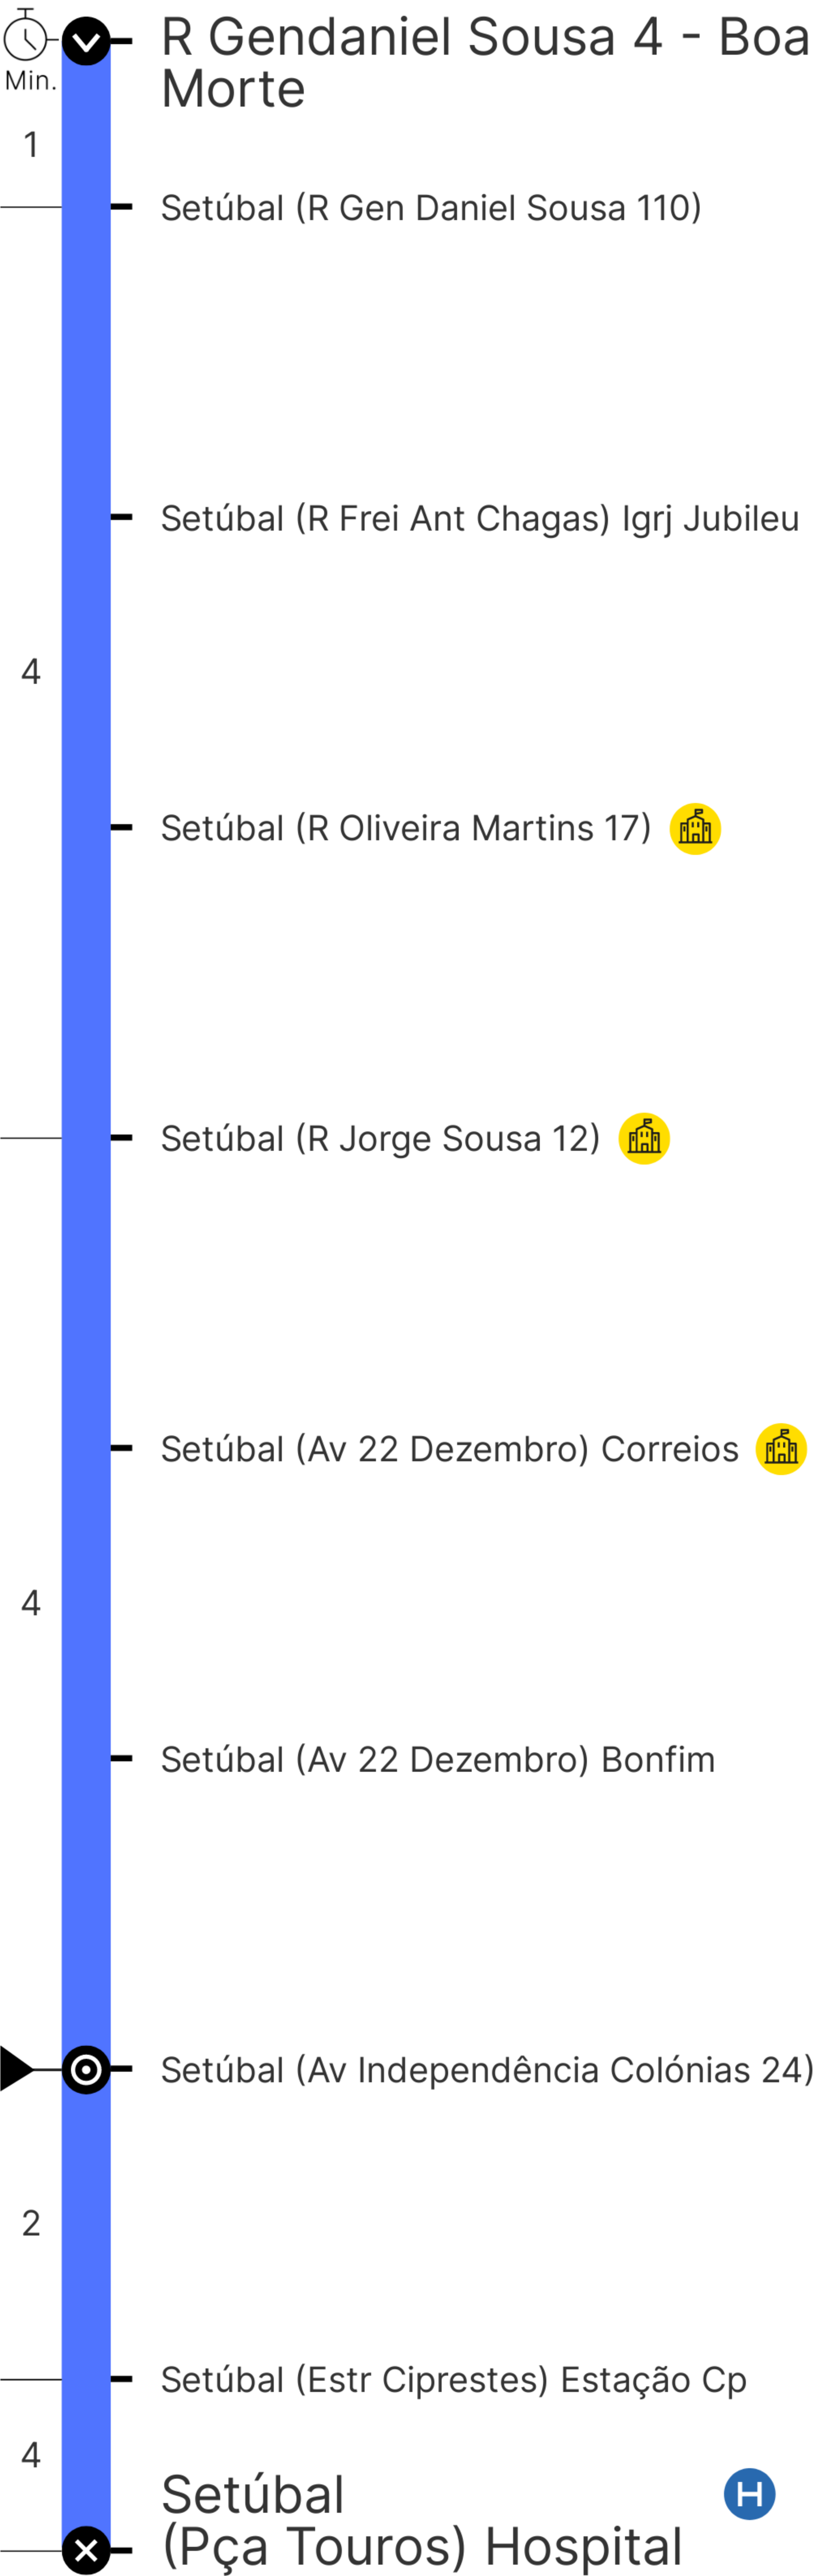 R Gendaniel Sousa 4 - Boa
Morte
Min.
1
Setúbal (R Gen Daniel Sousa 110)
Setúbal (R Frei Ant Chagas) Igrj Jubileu
4
Setúbal (R Oliveira Martins 17)
Setúbal (R Jorge Sousa 12)
Setúbal (Av 22 Dezembro) Correios
4
Setúbal (Av 22 Dezembro) Bonfim
Setúbal (Av Independência Colónias 24)
2
Setúbal (Estr Ciprestes) Estação Cp
4
Setúbal
H
(Pça Touros) Hospital